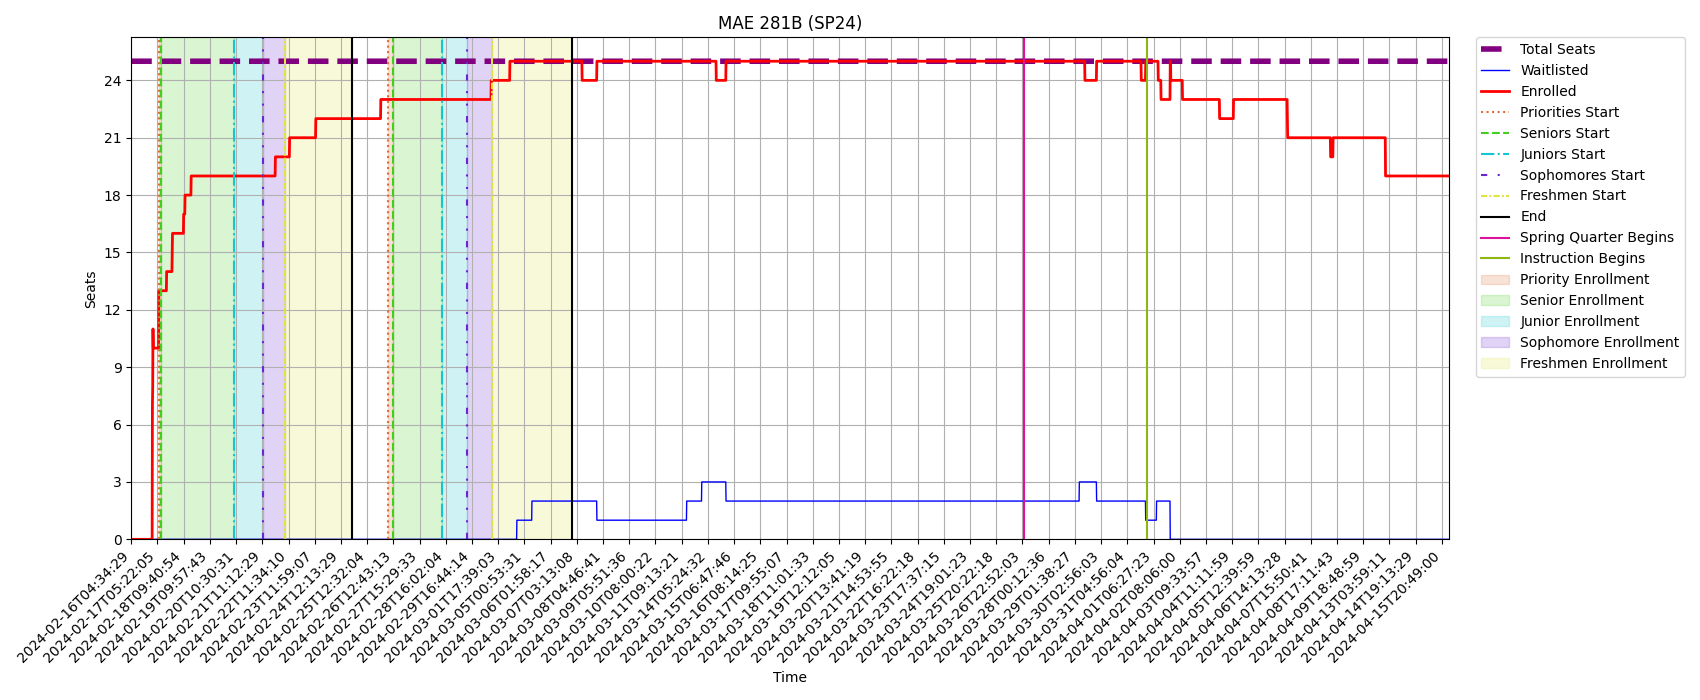 MAE 281B (SP24)
Seats
24
21
18
15
12
9
6
3
0
2024-02-16T04:34:29
2024-02-17T05:22:05
2024-02-18T09:40:54
2024-02-19T09:57:43
2024-02-20T10:30:31
2024-02-21T11:12:29
2024-02-22T11:34:10
2024-02-23T11:59:07
2024-02-24T12:13:29
2024-02-25T12:32:04
2024-02-26T12:43:13
2024-02-27T15:29:33
2024-02-28T16:02:04
2024-02-29T16:44:14
2024-03-01T17:39:03
2024-03-05T00:53:31
2024-03-06T01:58:17
2024-03-07T03:13:08
2024-03-08T04:46:41
2024-03-09T05:51:36
2024-03-10T08:00:22
2024-03-11T09:13:21
2024-03-14T05:24:32
2024-03-15T06:47:46
2024-03-16T08:14:25
2024-03-17T09:55:07
2024-03-18T11:01:33
2024-03-19T12:12:05
2024-03-20T13:41:19
2024-03-21T14:53:55
2024-03-22T16:22:18
2024-03-23T17:37:15
2024-03-24T19:01:23
2024-03-25T20:22:18
2024-03-26T22:52:03
2024-03-28T00:12:36
2024-03-29T01:38:27
2024-03-30T02:56:03
2024-03-31T04:56:04
2024-04-01T06:27:23
2024-04-02T08:06:00
2024-04-03T09:33:57
2024-04-04T11:11:59
2024-04-05T12:39:59
2024-04-06T14:13:28
2024-04-07T15:50:41
2024-04-08T17:11:43
2024-04-09T18:48:59
2024-04-13T03:59:11
2024-04-14T19:13:29
2024-04-15T20:49:00
Time
Total Seats
Waitlisted
Enrolled
Priorities Start
Seniors Start
Juniors Start
Sophomores Start
Freshmen Start
End
Spring Quarter Begins
Instruction Begins
Priority Enrollment
Senior Enrollment
Junior Enrollment
Sophomore Enrollment
Freshmen Enrollment